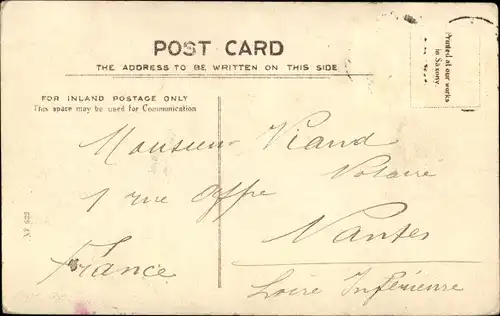 POST CARD
THE ADDRESS TO BE WRITTEN ON THIS SIDE
Printed at our works
in Saxony
FOR INLAND POSTAGE ONLY
This space may be used for Communication
Monsieur Viand
Notaire
1 rue Affre
Nantes
France
Loire Inférieure